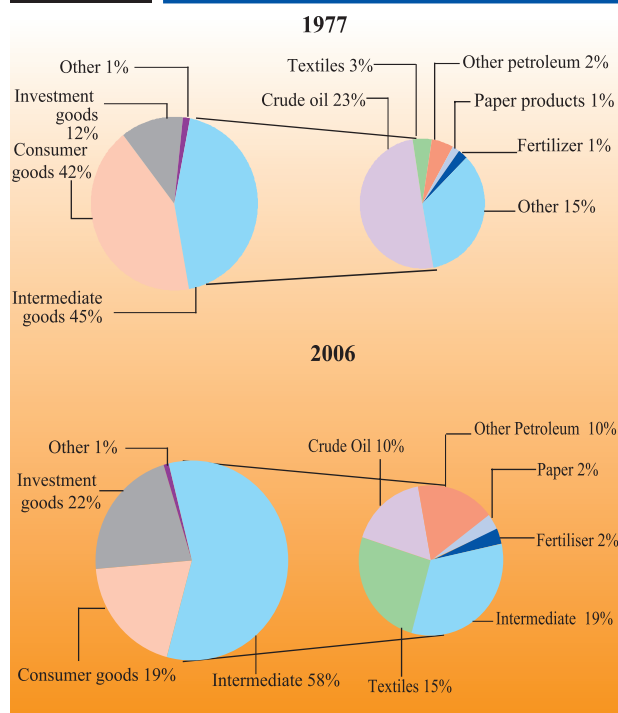 1977
Other 1%
Investment
goods
12%
Consumer
goods 42%
Intermediate
goods 45%
Textiles 3%
Crude oil 23%
Other petroleum 2%
Paper products 1%
Fertilizer 1%
Other 15%
2006
Other 1%
Investment
goods 22%
Consumer goods 19%
Intermediate 58%
Crude Oil 10%
Other Petroleum 10%
Paper 2%
Fertiliser 2%
Intermediate 19%
Textiles 15%